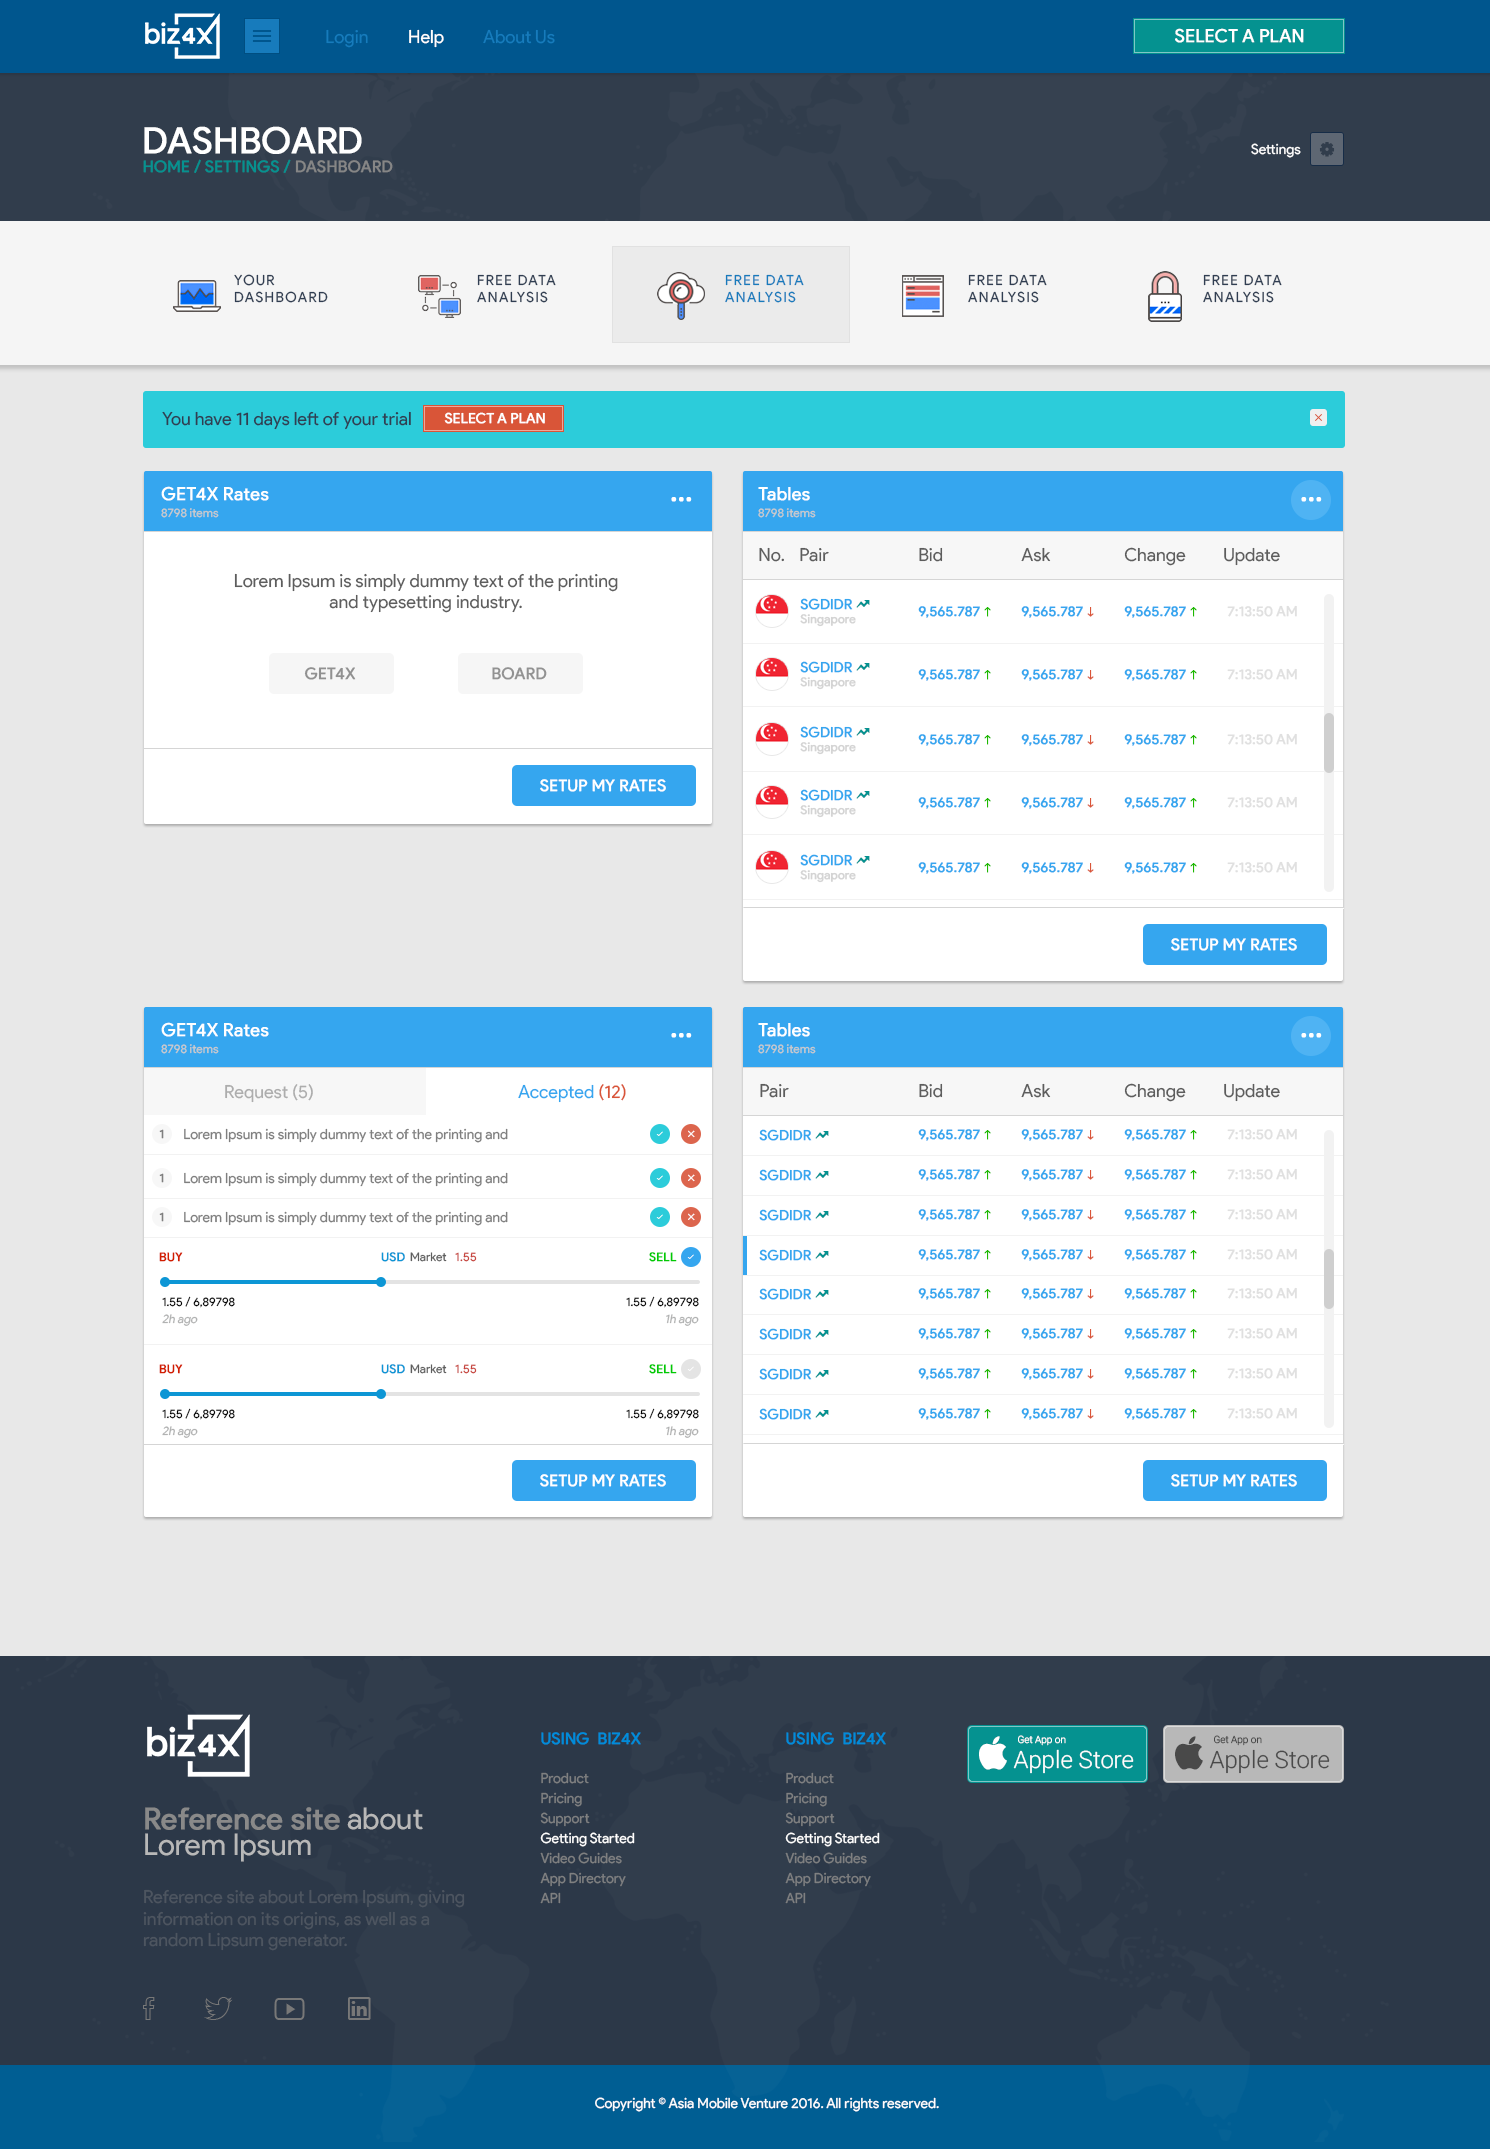 biz4X
Login Help About Us
SELECT A PLAN
DASHBOARD
HOME / SETTINGS / DASHBOARD
Settings
YOUR
DASHBOARD
FREE DATA
ANALYSIS
FREE DATA
ANALYSIS
FREE DATA
ANALYSIS
FREE DATA
ANALYSIS
You have 11 days left of your trial
SELECT A PLAN
GET4X Rates
8798 items
Lorem Ipsum is simply dummy text of the printing
and typesetting industry.
GET4X
BOARD
SETUP MY RATES
Tables
8798 items
No. Pair Bid Ask Change Update
SGDIDR 9,565.787 ↑ 9,565.787 ↓ 9,565.787 ↑ 7:13:50 AM
Singapore
SGDIDR 9,565.787 ↑ 9,565.787 ↓ 9,565.787 ↑ 7:13:50 AM
Singapore
SGDIDR 9,565.787 ↑ 9,565.787 ↓ 9,565.787 ↑ 7:13:50 AM
Singapore
SGDIDR 9,565.787 ↑ 9,565.787 ↓ 9,565.787 ↑ 7:13:50 AM
Singapore
SGDIDR 9,565.787 ↑ 9,565.787 ↓ 9,565.787 ↑ 7:13:50 AM
Singapore
SETUP MY RATES
GET4X Rates
8798 items
Request (5)
Accepted (12)
1 Lorem Ipsum is simply dummy text of the printing and
1 Lorem Ipsum is simply dummy text of the printing and
1 Lorem Ipsum is simply dummy text of the printing and
BUY USD Market 1.55 SELL
1.55 / 6,89798 1.55 / 6,89798
2h ago 1h ago
BUY USD Market 1.55 SELL
1.55 / 6,89798 1.55 / 6,89798
2h ago 1h ago
SETUP MY RATES
Tables
8798 items
Pair Bid Ask Change Update
SGDIDR 9,565.787 ↑ 9,565.787 ↓ 9,565.787 ↑ 7:13:50 AM
SGDIDR 9,565.787 ↑ 9,565.787 ↓ 9,565.787 ↑ 7:13:50 AM
SGDIDR 9,565.787 ↑ 9,565.787 ↓ 9,565.787 ↑ 7:13:50 AM
SGDIDR 9,565.787 ↑ 9,565.787 ↓ 9,565.787 ↑ 7:13:50 AM
SGDIDR 9,565.787 ↑ 9,565.787 ↓ 9,565.787 ↑ 7:13:50 AM
SGDIDR 9,565.787 ↑ 9,565.787 ↓ 9,565.787 ↑ 7:13:50 AM
SGDIDR 9,565.787 ↑ 9,565.787 ↓ 9,565.787 ↑ 7:13:50 AM
SGDIDR 9,565.787 ↑ 9,565.787 ↓ 9,565.787 ↑ 7:13:50 AM
SETUP MY RATES
biz4X
Reference site about
Lorem Ipsum
Reference site about Lorem Ipsum, giving
information on its origins, as well as a
random Lipsum generator.
USING BIZ4X
Product
Pricing
Support
Getting Started
Video Guides
App Directory
API
USING BIZ4X
Product
Pricing
Support
Getting Started
Video Guides
App Directory
API
Get App on
Apple Store
Get App on
Apple Store
Copyright © Asia Mobile Venture 2016. All rights reserved.